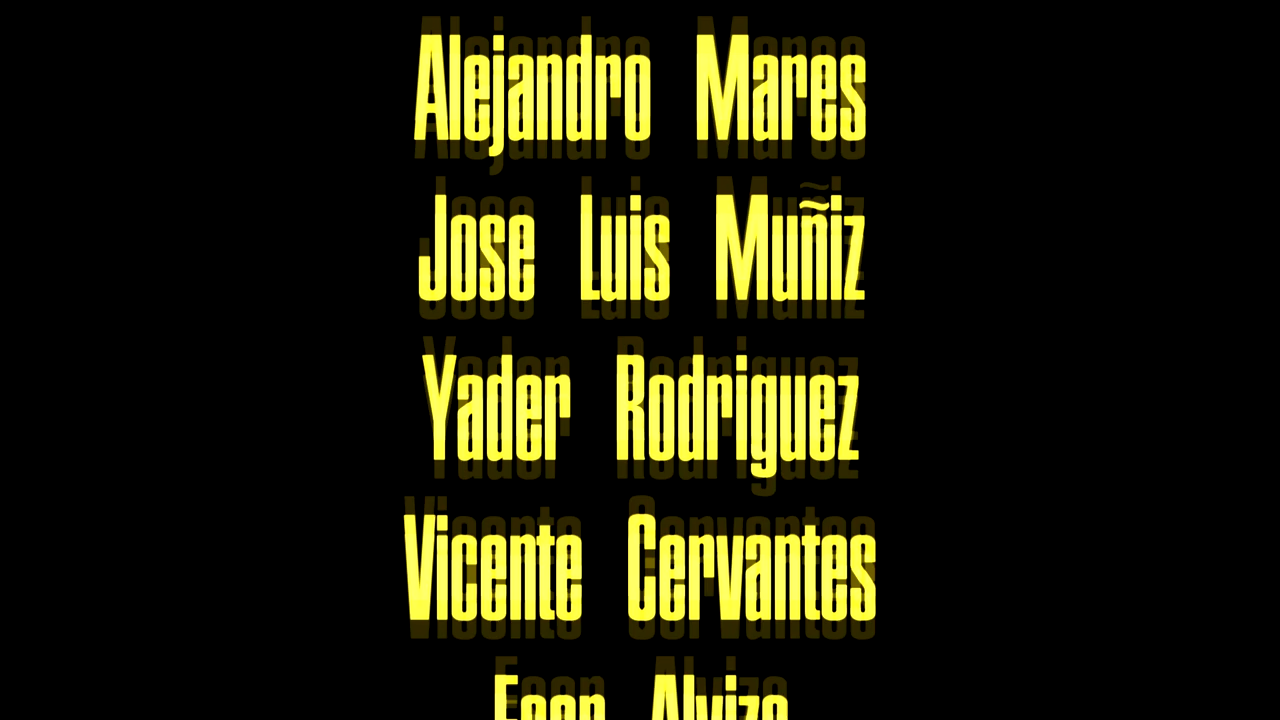 Alejandro Mares
Jose Luis Muñiz
Yader Rodriguez
Vicente Cervantes